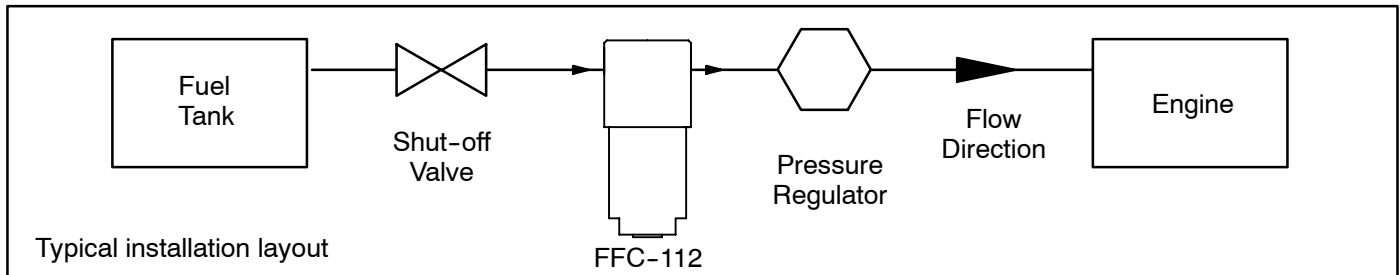 Fuel
Tank
Shut-off
Valve
FFC-112
Pressure
Regulator
Flow
Direction
Engine
Typical installation layout